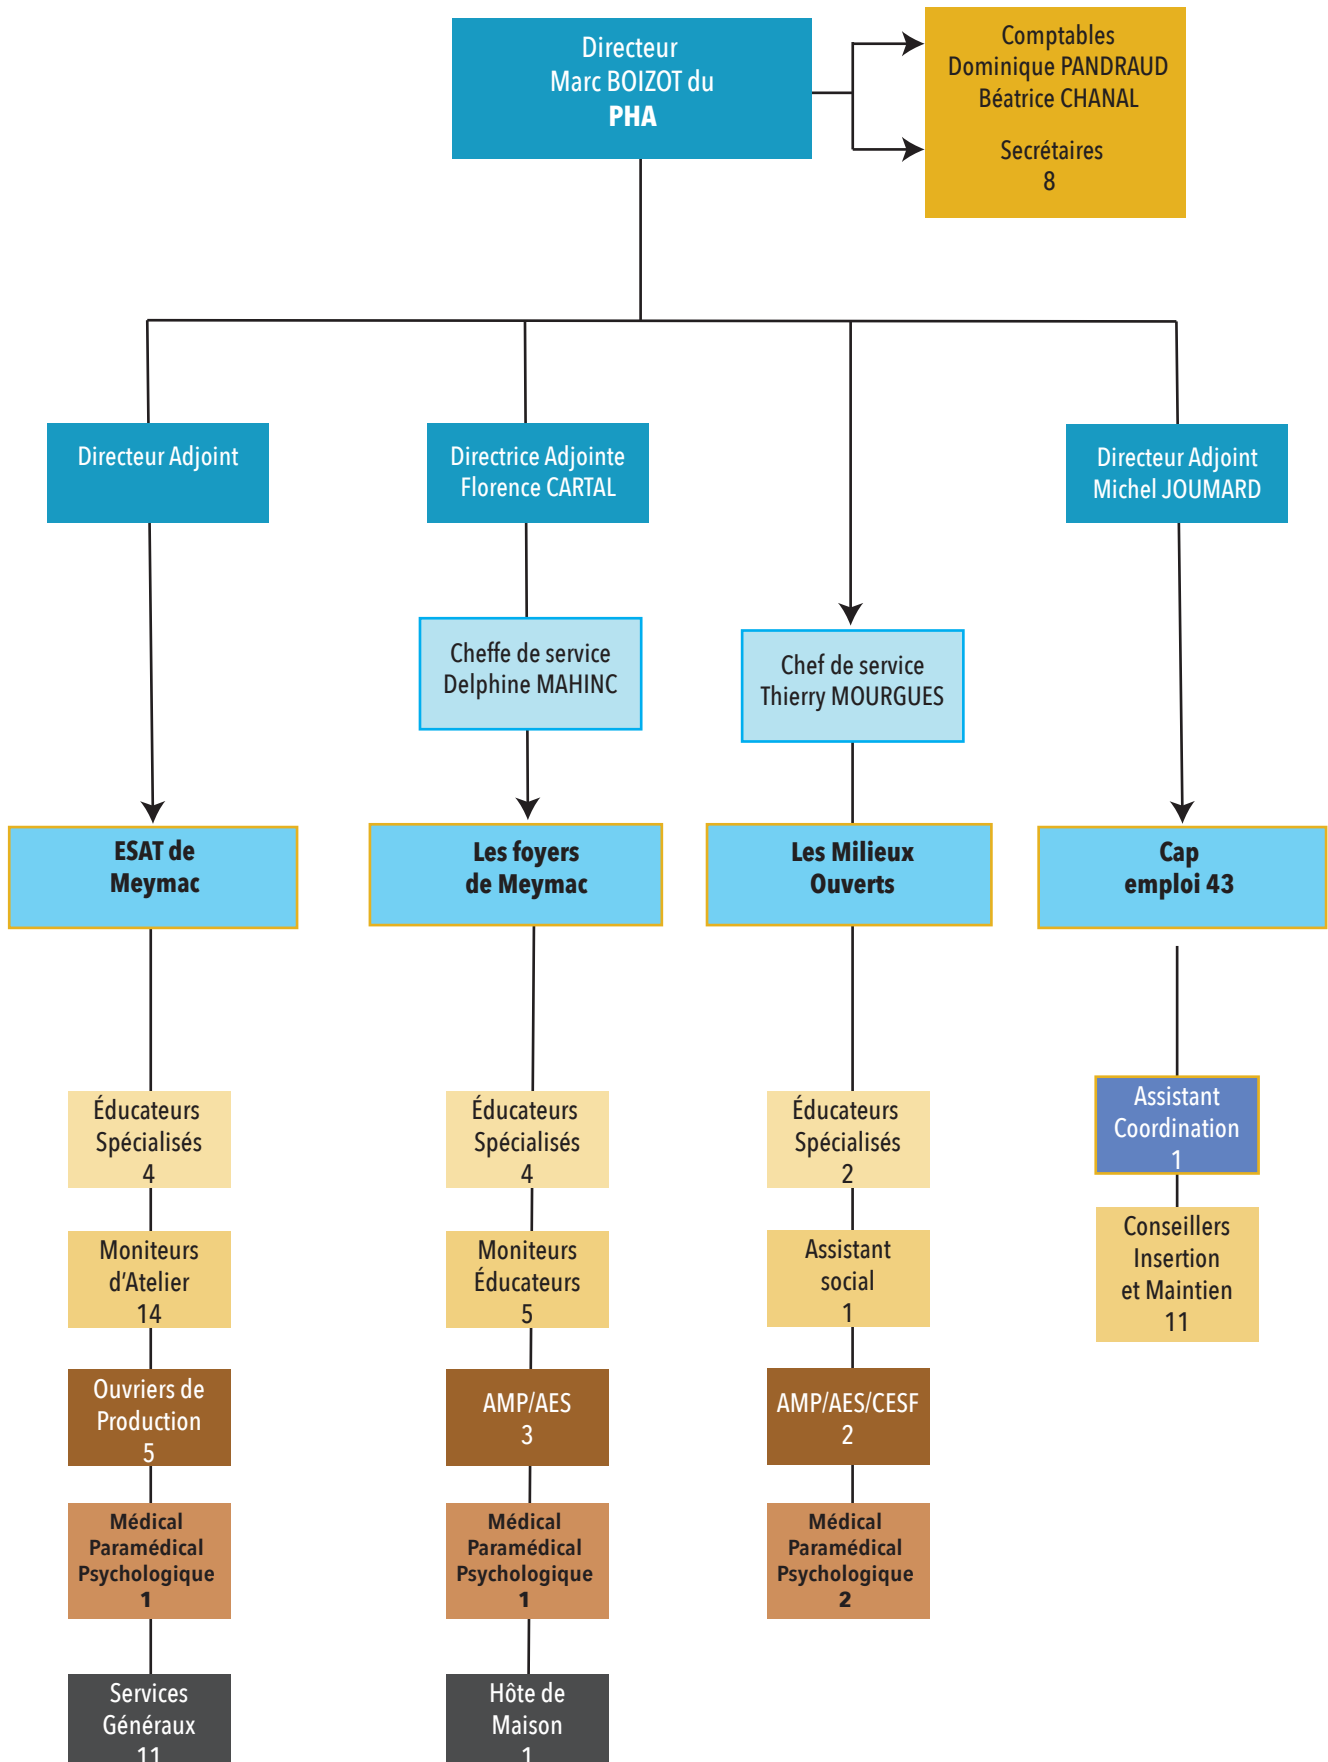 Directeur
Marc BOIZOT du
PHA
Comptables
Dominique PANDRAUD
Béatrice CHANAL
Secrétaires
8
Directeur Adjoint
Directrice Adjointe
Florence CARTAL
Directeur Adjoint
Michel JOUMARD
Cheffe de service
Delphine MAHINC
Chef de service
Thierry MOURGUES
ESAT de
Meymac
Les foyers
de Meymac
Les Milieux
Ouverts
Cap
emploi 43
Éducateurs
Spécialisés
4
Moniteurs
d'Atelier
14
Ouvriers de
Production
5
Médical
Paramédical
Psychologique
1
Services
Généraux
11
Éducateurs
Spécialisés
4
Moniteurs
Éducateurs
5
AMP/AES
3
Médical
Paramédical
Psychologique
1
Hôte de
Maison
1
Éducateurs
Spécialisés
2
Assistant
social
1
AMP/AES/CESF
2
Médical
Paramédical
Psychologique
2
Assistant
Coordination
1
Conseillers
Insertion
et Maintien
11